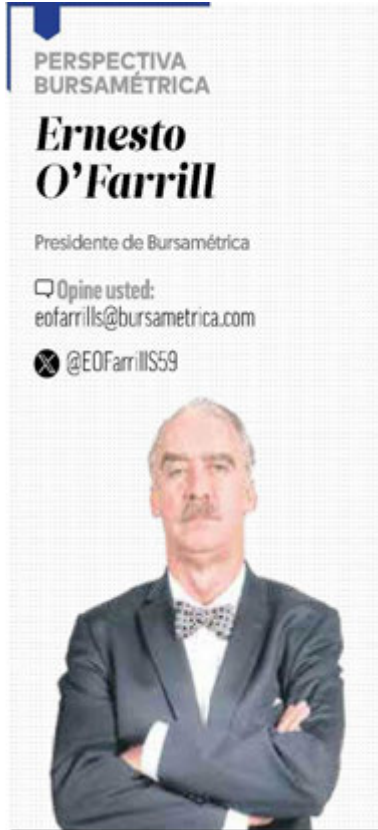 PERSPECTIVA
BURSAMÉTRICA
Ernesto
O’Farrill
Presidente de Bursamétrica
Opine usted:
eofarrills@bursametrica.com
@EOFarrillS59